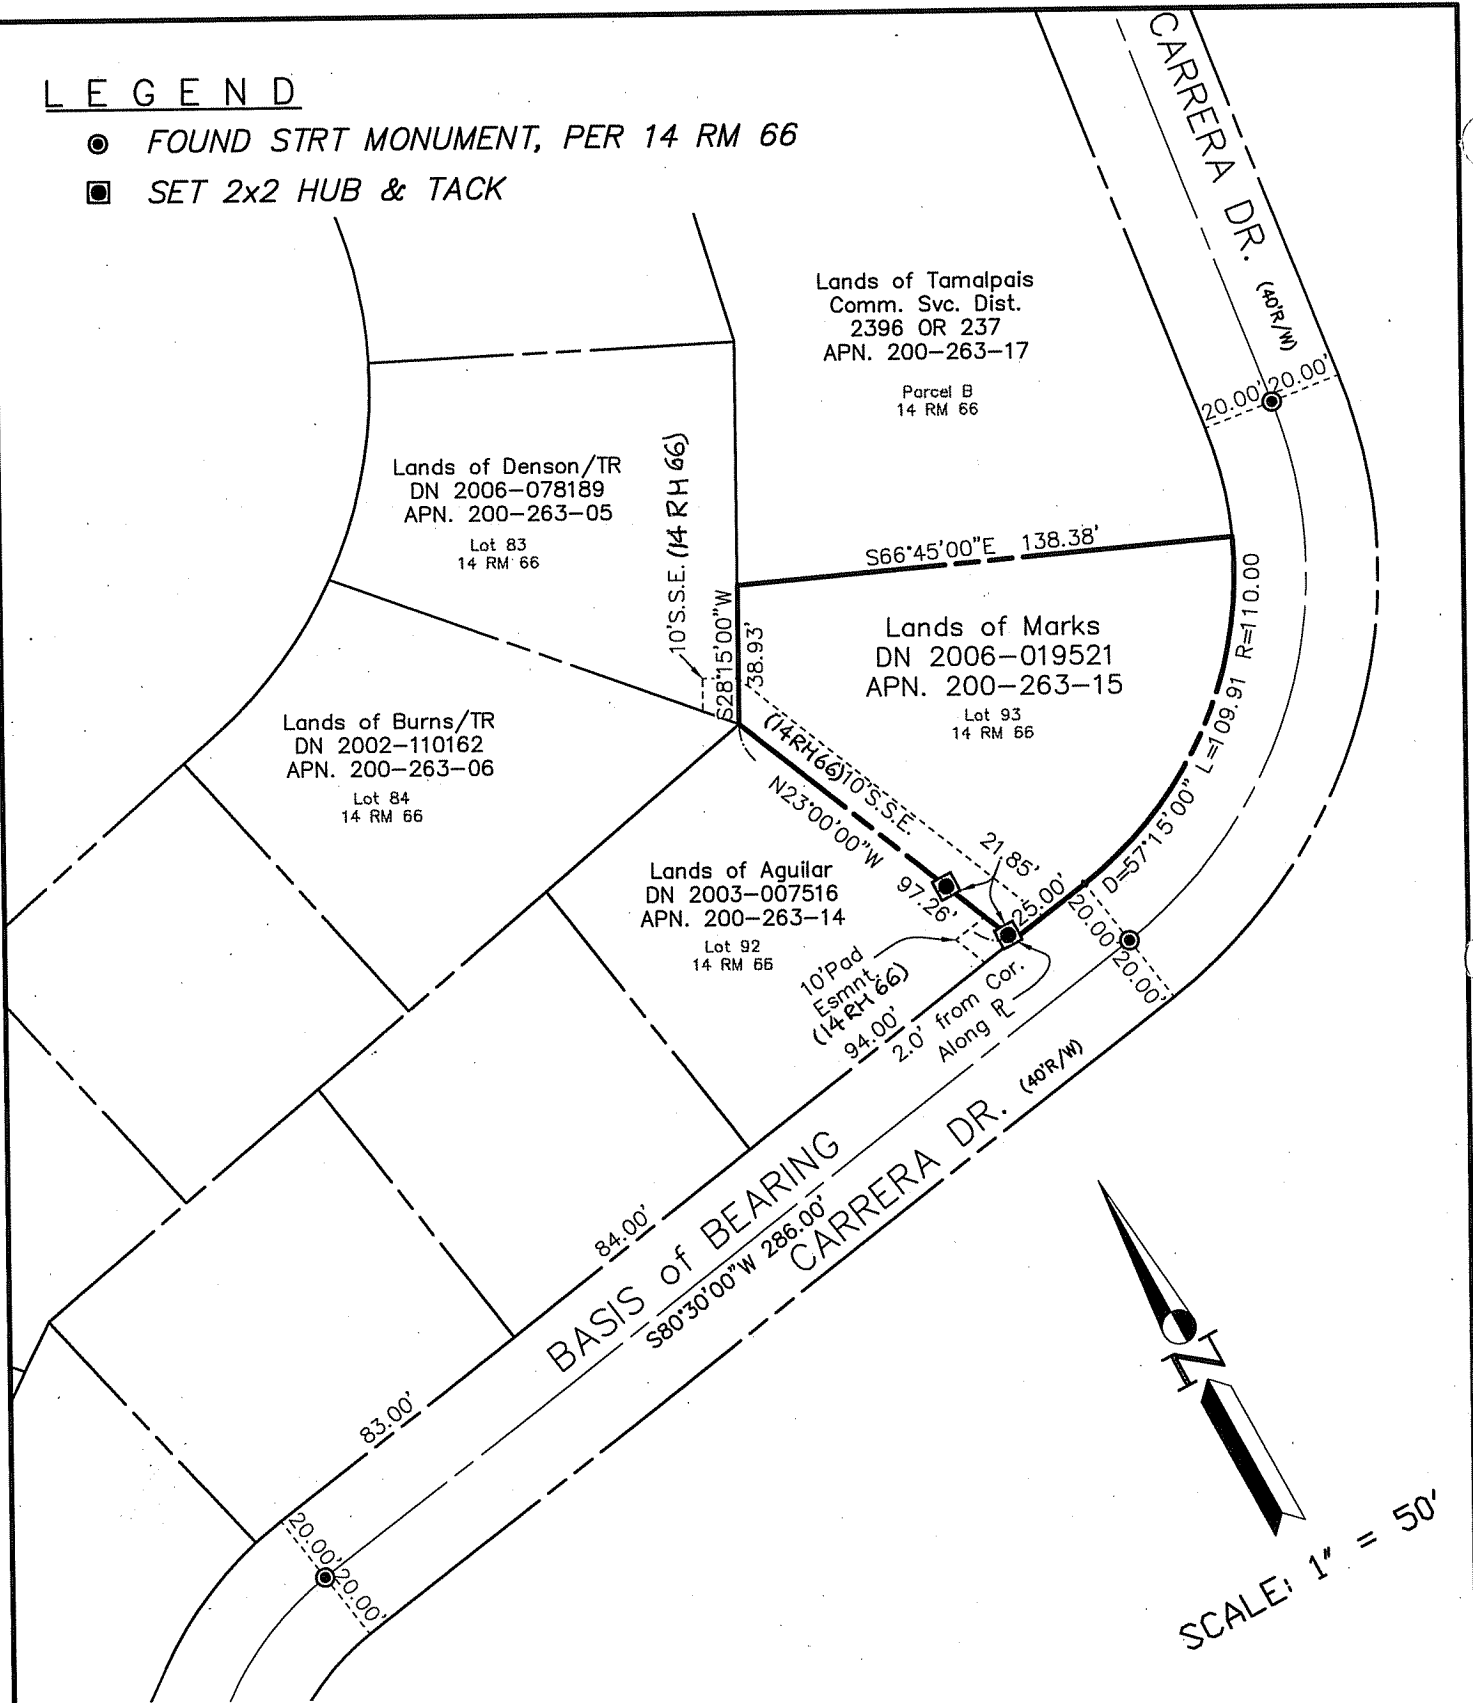 LEGEND
FOUND STRT MONUMENT, PER 14 RM 66
SET 2x2 HUB & TACK
CARRERA DR.
(40'R/W)
Lands of Tamalpais
Comm. Svc. Dist.
2396 OR 237
APN. 200-263-17
Parcel B
14 RM 66
20.00'
20.00'
Lands of Denson/TR
DN 2006-078189
APN. 200-263-05
Lot 83
14 RM 66
10'S.S.E. (14 RM 66)
S66°45'00"E 138.38'
S28°15'00"W
38.93'
Lands of Marks
DN 2006-019521
APN. 200-263-15
Lot 93
14 RM 66
D=57°15'00" L=109.91 R=110.00
Lands of Burns/TR
DN 2002-110162
APN. 200-263-06
Lot 84
14 RM 66
(14RM66)10'S.S.E.
N23°00'00"W 97.26'
21.85'
25.00'
Lands of Aguilar
DN 2003-007516
APN. 200-263-14
Lot 92
14 RM 66
20.00'
20.00'
10'Pad
Esmnt.
(14 RM 66)
94.00'
2.0' from Cor.
Along PL
84.00'
BASIS of BEARING
S80°30'00"W 286.00'
CARRERA DR. (40'R/W)
83.00'
20.00'
20.00'
N
SCALE: 1" = 50'